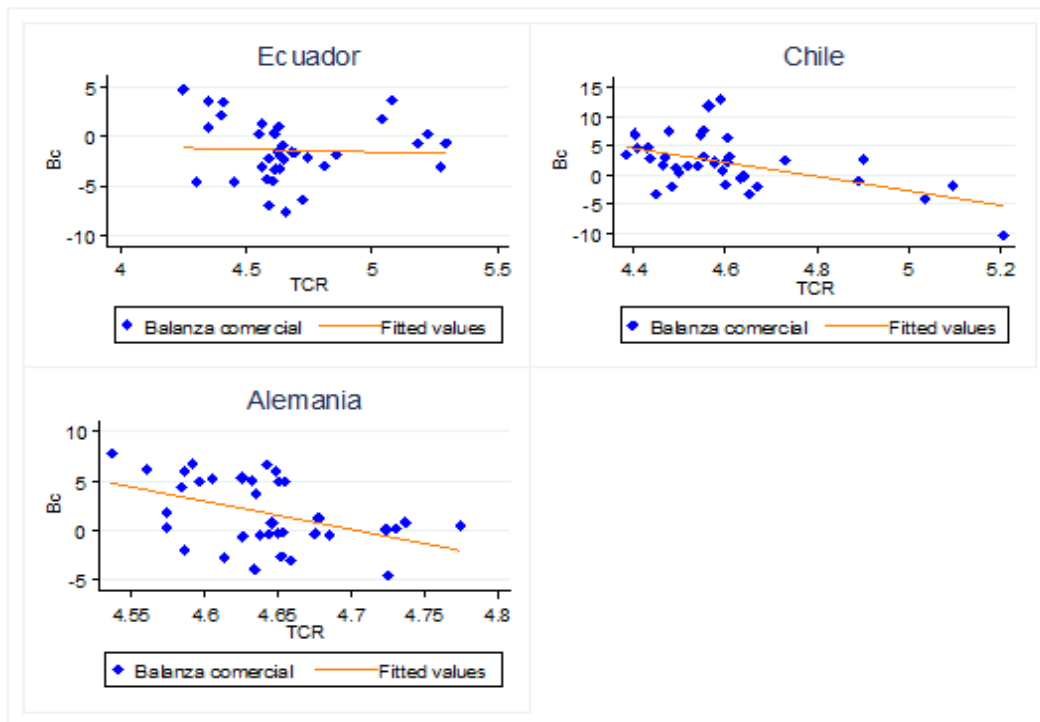 Ecuador
5
0
-5
-10
Bc
4 4.5 5 5.5
TCR
Balanza comercial Fitted values
Chile
15
10
5
0
-5
-10
Bc
4.4 4.6 4.8 5 5.2
TCR
Balanza comercial Fitted values
Alemania
10
5
0
-5
Bc
4.55 4.6 4.65 4.7 4.75 4.8
TCR
Balanza comercial Fitted values